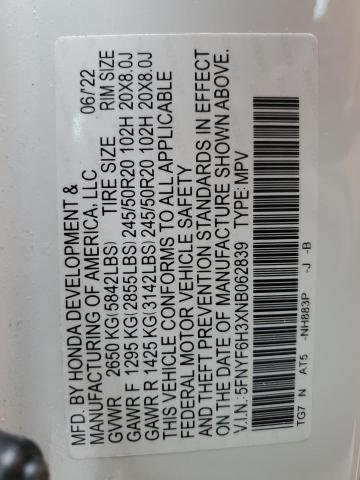 MFD. BY HONDA DEVELOPMENT &
MANUFACTURING OF AMERICA, LLC 06/22
GVWR 2650 KG(5842LBS) TIRE SIZE RIM SIZE
GAWR F 1295 KG(2855LBS) 245/50R20 102H 20X8.0J
GAWR R 1425 KG(3142LBS) 245/50R20 102H 20X8.0J
THIS VEHICLE CONFORMS TO ALL APPLICABLE
FEDERAL MOTOR VEHICLE SAFETY
AND THEFT PREVENTION STANDARDS IN EFFECT
ON THE DATE OF MANUFACTURE SHOWN ABOVE.
V.I.N.:5FNYF6H3XNB062839 TYPE:MPV
TG7 N AT5 -NH883P -J -B